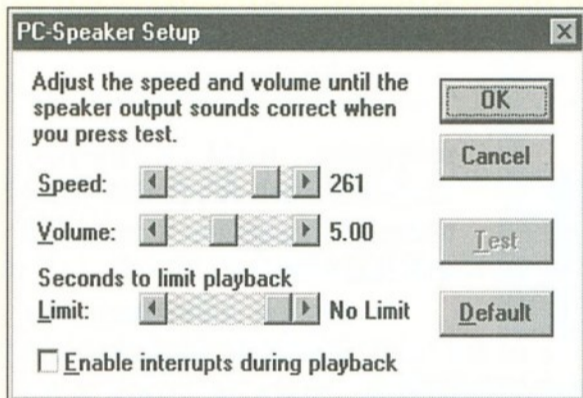 PC-Speaker Setup
Adjust the speed and volume until the
speaker output sounds correct when
you press test.
OK
Cancel
Speed: 261
Volume: 5.00
Test
Seconds to limit playback
Limit: No Limit
Default
Enable interrupts during playback